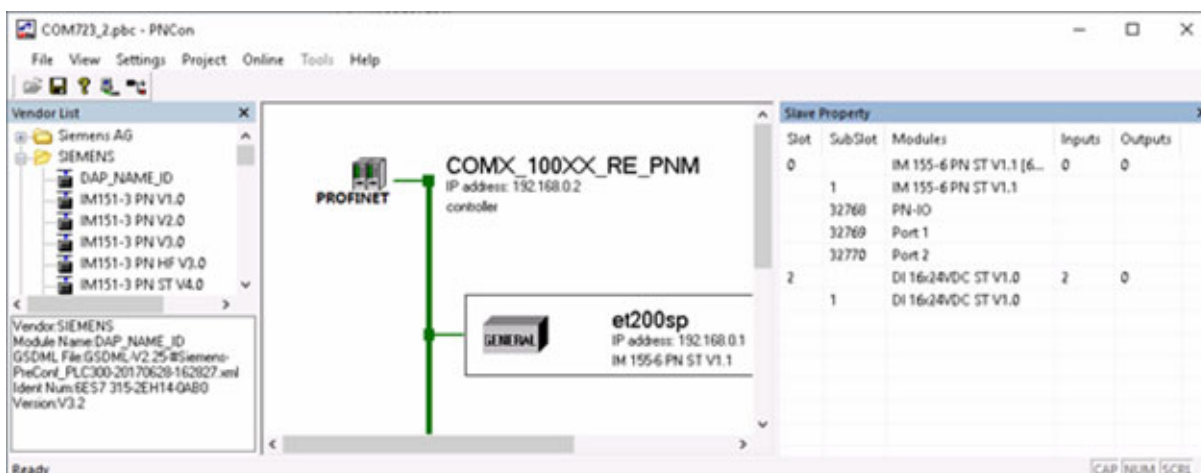 COM723_2.pbc - PNCon
File View Settings Project Online Tools Help
Vendor List
Siemens AG
SIEMENS
DAP_NAME_ID
IM151-3 PN V1.0
IM151-3 PN V2.0
IM151-3 PN V3.0
IM151-3 PN HF V3.0
IM151-3 PN ST V4.0
Vendor:SIEMENS
Module Name:DAP_NAME_ID
GSDML File:GSDML-V2.25-#Siemens-
PreConf_PLC300-20170628-162827.xml
Ident Num:6ES7 315-2EH14-0AB0
Version:V3.2
PROFINET
COMX_100XX_RE_PNM
IP address: 192.168.0.2
controller
GENERAL
et200sp
IP address: 192.168.0.1
IM 155-6 PN ST V1.1
Slave Property
Slot SubSlot Modules Inputs Outputs
0 IM 155-6 PN ST V1.1 [6... 0 0
1 IM 155-6 PN ST V1.1
32768 PN-IO
32769 Port 1
32770 Port 2
2 DI 16x24VDC ST V1.0 2 0
1 DI 16x24VDC ST V1.0
Ready
CAP NUM SCRL